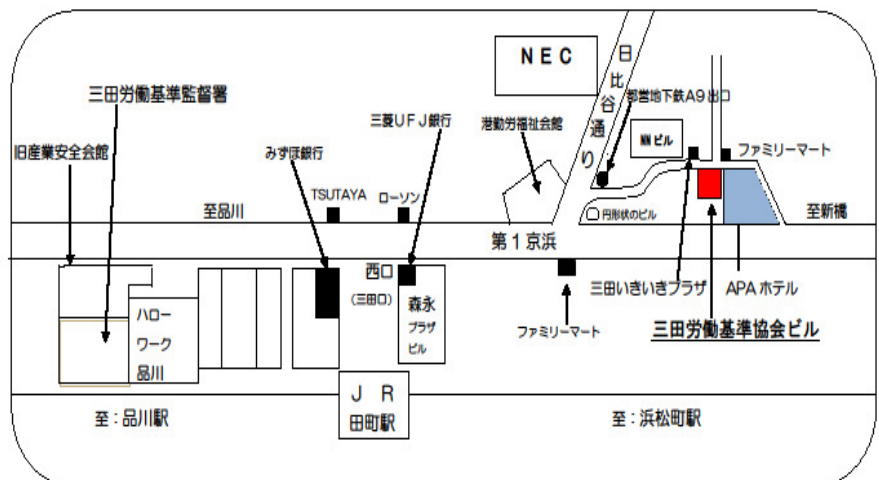 NEC
日比谷通り
三田労働基準監督署
都営地下鉄A9出口
三菱UFJ銀行
港勤労福祉会館
NNビル
旧産業安全会館
みずほ銀行
ファミリーマート
TSUTAYA
ローソン
至品川
円形状のビル
至新橋
第1京浜
西口
(三田口)
三田いきいきプラザ
APAホテル
森永
プラザ
ビル
ハロー
ワーク
品川
ファミリーマート
三田労働基準協会ビル
JR
田町駅
至:品川駅
至:浜松町駅